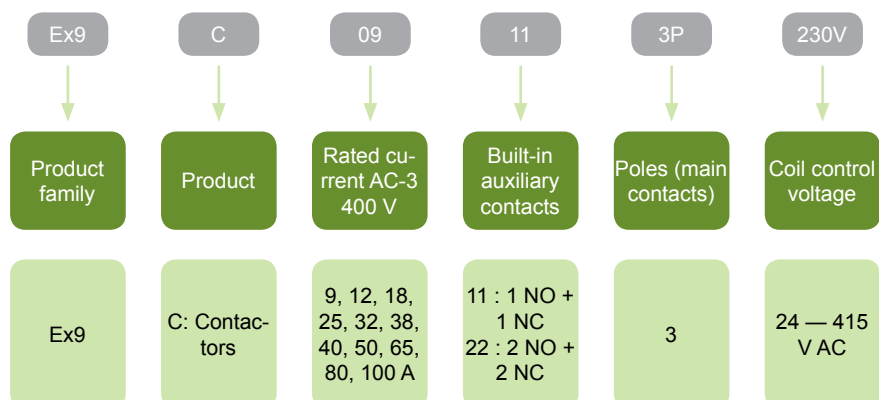 Ex9
C
09
11
3P
230V
Product
family
Product
Rated cu-
rrent AC-3
400 V
Built-in
auxiliary
contacts
Poles (main
contacts)
Coil control
voltage
Ex9
C: Contac-
tors
9, 12, 18,
25, 32, 38,
40, 50, 65,
80, 100 A
11 : 1 NO +
1 NC
22 : 2 NO +
2 NC
3
24 — 415
V AC